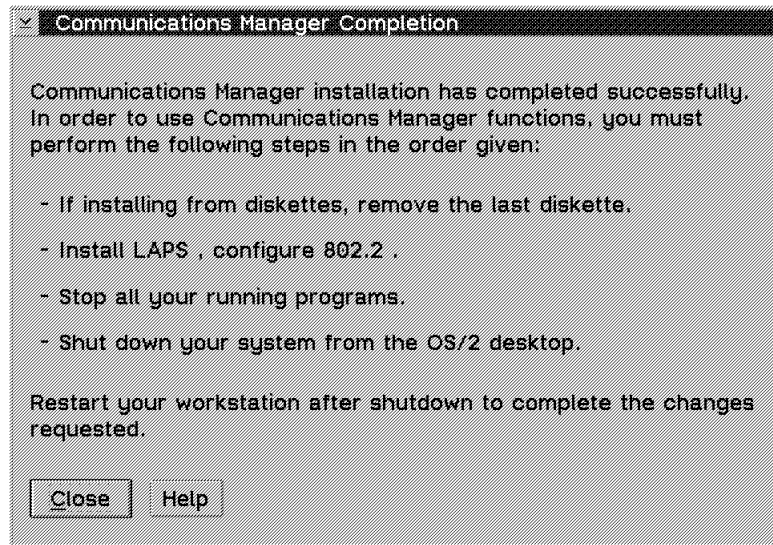 Communications Manager Completion
Communications Manager installation has completed successfully.
In order to use Communications Manager functions, you must
perform the following steps in the order given:
- If installing from diskettes, remove the last diskette.
- Install LAPS , configure 802.2 .
- Stop all your running programs.
- Shut down your system from the OS/2 desktop.
Restart your workstation after shutdown to complete the changes
requested.
Close Help